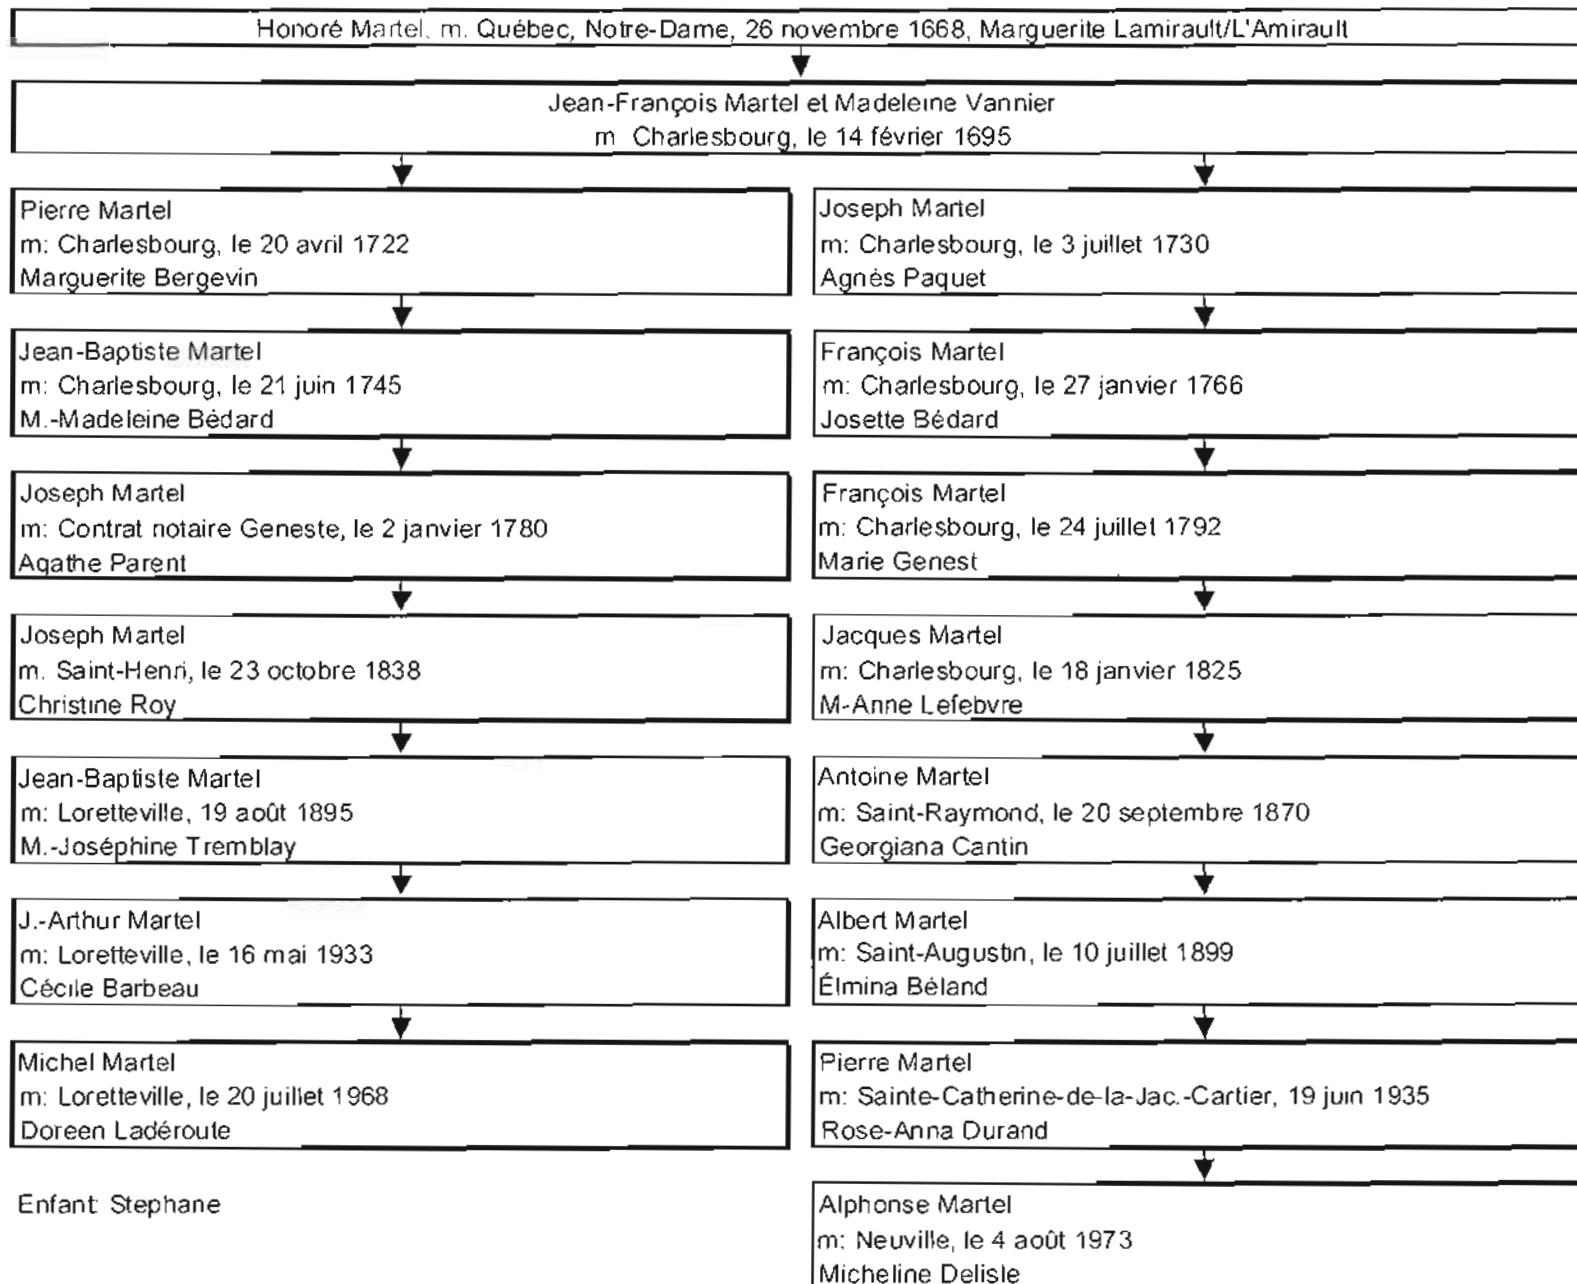 Honoré Martel, m. Québec, Notre-Dame, 26 novembre 1668, Marguerite Lamirault/L'Amirault
Jean-François Martel et Madeleine Vannier
m Charlesbourg, le 14 février 1695
Pierre Martel
m: Charlesbourg, le 20 avril 1722
Marguerite Bergevin
Jean-Baptiste Martel
m: Charlesbourg, le 21 juin 1745
M.-Madeleine Bédard
Joseph Martel
m: Contrat notaire Geneste, le 2 janvier 1780
Agathe Parent
Joseph Martel
m. Saint-Henri, le 23 octobre 1838
Christine Roy
Jean-Baptiste Martel
m: Loretteville, 19 août 1895
M.-Joséphine Tremblay
J.-Arthur Martel
m: Loretteville, le 16 mai 1933
Cécile Barbeau
Michel Martel
m: Loretteville, le 20 juillet 1968
Doreen Ladéroute
Enfant: Stephane
Joseph Martel
m: Charlesbourg, le 3 juillet 1730
Agnès Paquet
François Martel
m: Charlesbourg, le 27 janvier 1766
Josette Bédard
François Martel
m: Charlesbourg, le 24 juillet 1792
Marie Genest
Jacques Martel
m: Charlesbourg, le 18 janvier 1825
M-Anne Lefebvre
Antoine Martel
m: Saint-Raymond, le 20 septembre 1870
Georgiana Cantin
Albert Martel
m: Saint-Augustin, le 10 juillet 1899
Élmina Béland
Pierre Martel
m: Sainte-Catherine-de-la-Jac.-Cartier, 19 juin 1935
Rose-Anna Durand
Alphonse Martel
m: Neuville, le 4 août 1973
Micheline Delisle